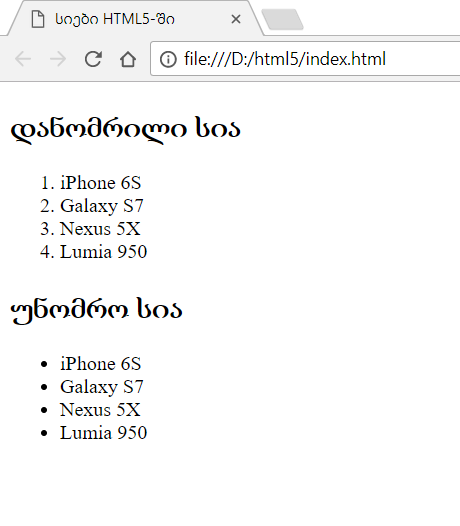 სიები HTML5-ში
file:///D:/html5/index.html
დანომრილი სია
1. iPhone 6S
2. Galaxy S7
3. Nexus 5X
4. Lumia 950
უნომრო სია
• iPhone 6S
• Galaxy S7
• Nexus 5X
• Lumia 950